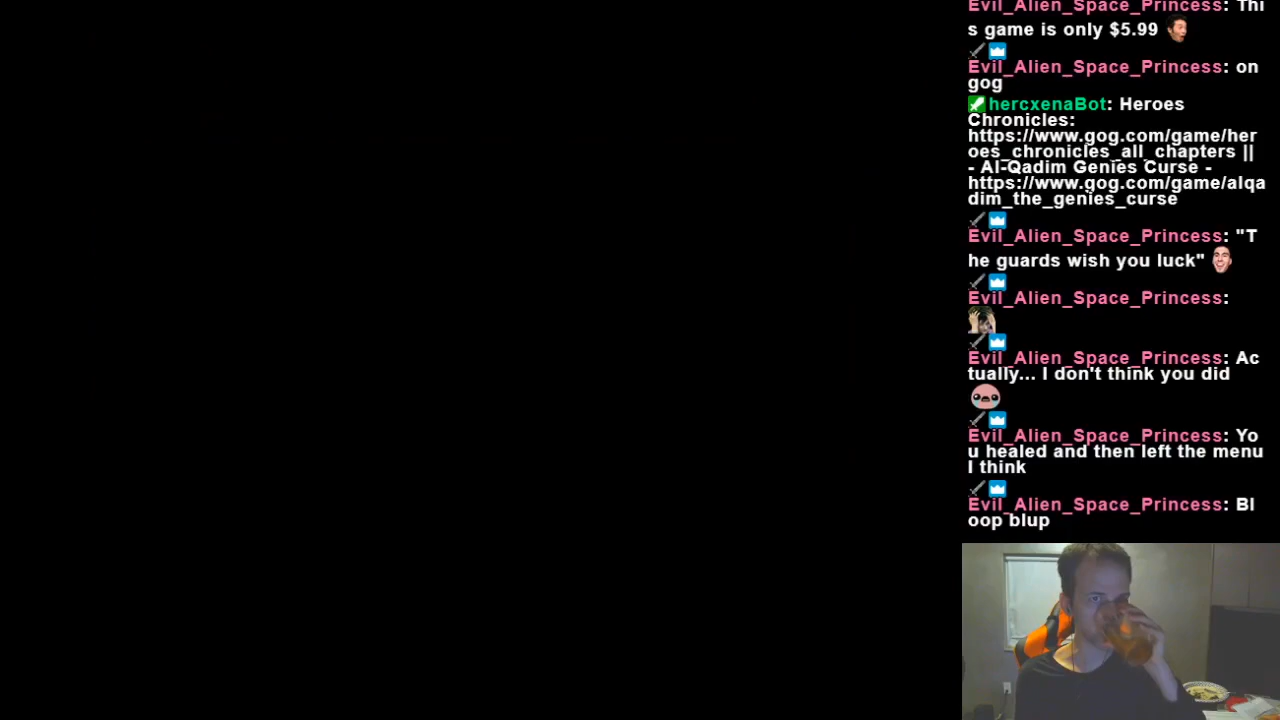 Evil_Alien_Space_Princess: Thi
s game is only $5.99
Evil_Alien_Space_Princess: on
gog
hercxenaBot: Heroes
Chronicles:
https://www.gog.com/game/her
oes_chronicles_all_chapters ||
- Al-Qadim Genies Curse -
https://www.gog.com/game/alqa
dim_the_genies_curse
Evil_Alien_Space_Princess: "T
he guards wish you luck"
Evil_Alien_Space_Princess:
Evil_Alien_Space_Princess: Ac
tually... I don't think you did
Evil_Alien_Space_Princess: Yo
u healed and then left the menu
I think
Evil_Alien_Space_Princess: Bl
oop blup